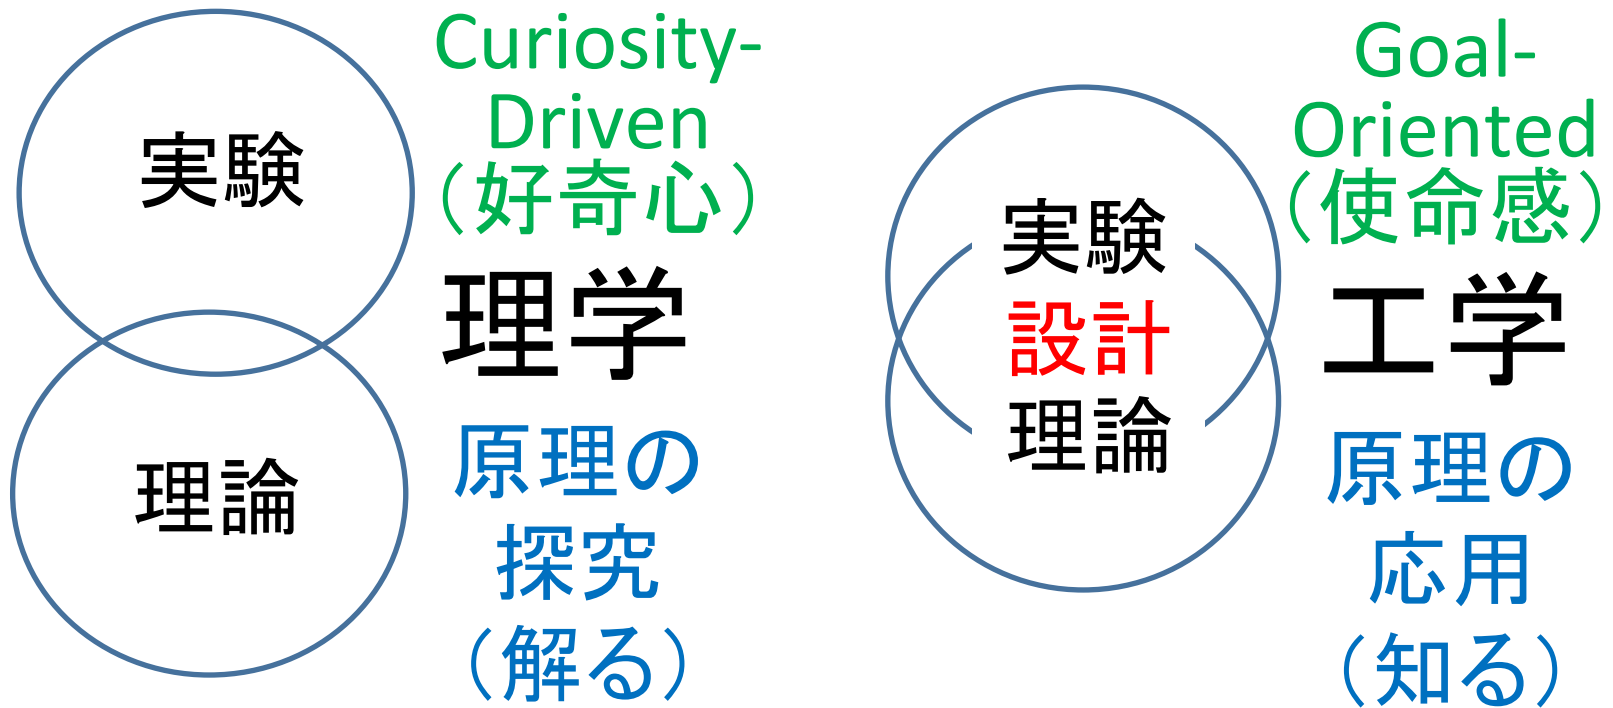 実験
理論
Curiosity-
Driven
（好奇心）
理学
原理の
探究
（解る）
実験
設計
理論
Goal-
Oriented
（使命感）
工学
原理の
応用
（知る）